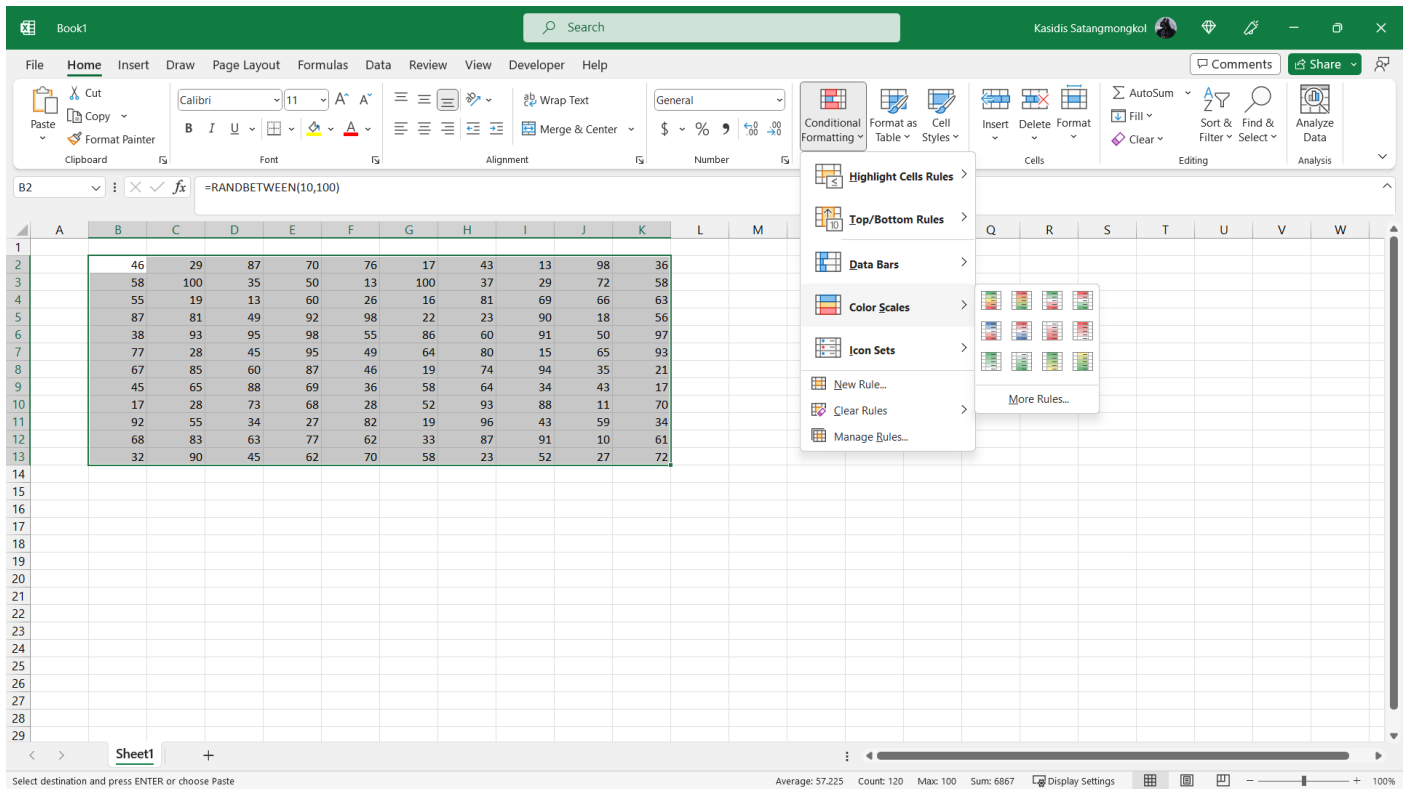 Book1
Search
Kasidis Satangmongkol
File Home Insert Draw Page Layout Formulas Data Review View Developer Help
Comments Share
Paste
Cut
Copy
Format Painter
Clipboard
Calibri 11 A A
B I U A
Font
Wrap Text
Merge & Center
Alignment
General
$ % 9 .00 .00
Number
Conditional Formatting
Format as Table
Cell Styles
Insert Delete Format
Cells
AutoSum
Fill
Clear
Sort & Filter
Find & Select
Editing
Analyze Data
Analysis
B2 fx =RANDBETWEEN(10,100)
Highlight Cells Rules
Top/Bottom Rules
Data Bars
Color Scales
Icon Sets
New Rule...
Clear Rules
Manage Rules...
More Rules...
A B C D E F G H I J K L M Q R S T U V W
1
2 46 29 87 70 76 17 43 13 98 36
3 58 100 35 50 13 100 37 29 72 58
4 55 19 13 60 26 16 81 69 66 63
5 87 81 49 92 98 22 23 90 18 56
6 38 93 95 98 55 86 60 91 50 97
7 77 28 45 95 49 64 80 15 65 93
8 67 85 60 87 46 19 74 94 35 21
9 45 65 88 69 36 58 64 34 43 17
10 17 28 73 68 28 52 93 88 11 70
11 92 55 34 27 82 19 96 43 59 34
12 68 83 63 77 62 33 87 91 10 61
13 32 90 45 62 70 58 23 52 27 72
14
15
16
17
18
19
20
21
22
23
24
25
26
27
28
29
Sheet1
Select destination and press ENTER or choose Paste
Average: 57.225 Count: 120 Max: 100 Sum: 6867 Display Settings 100%